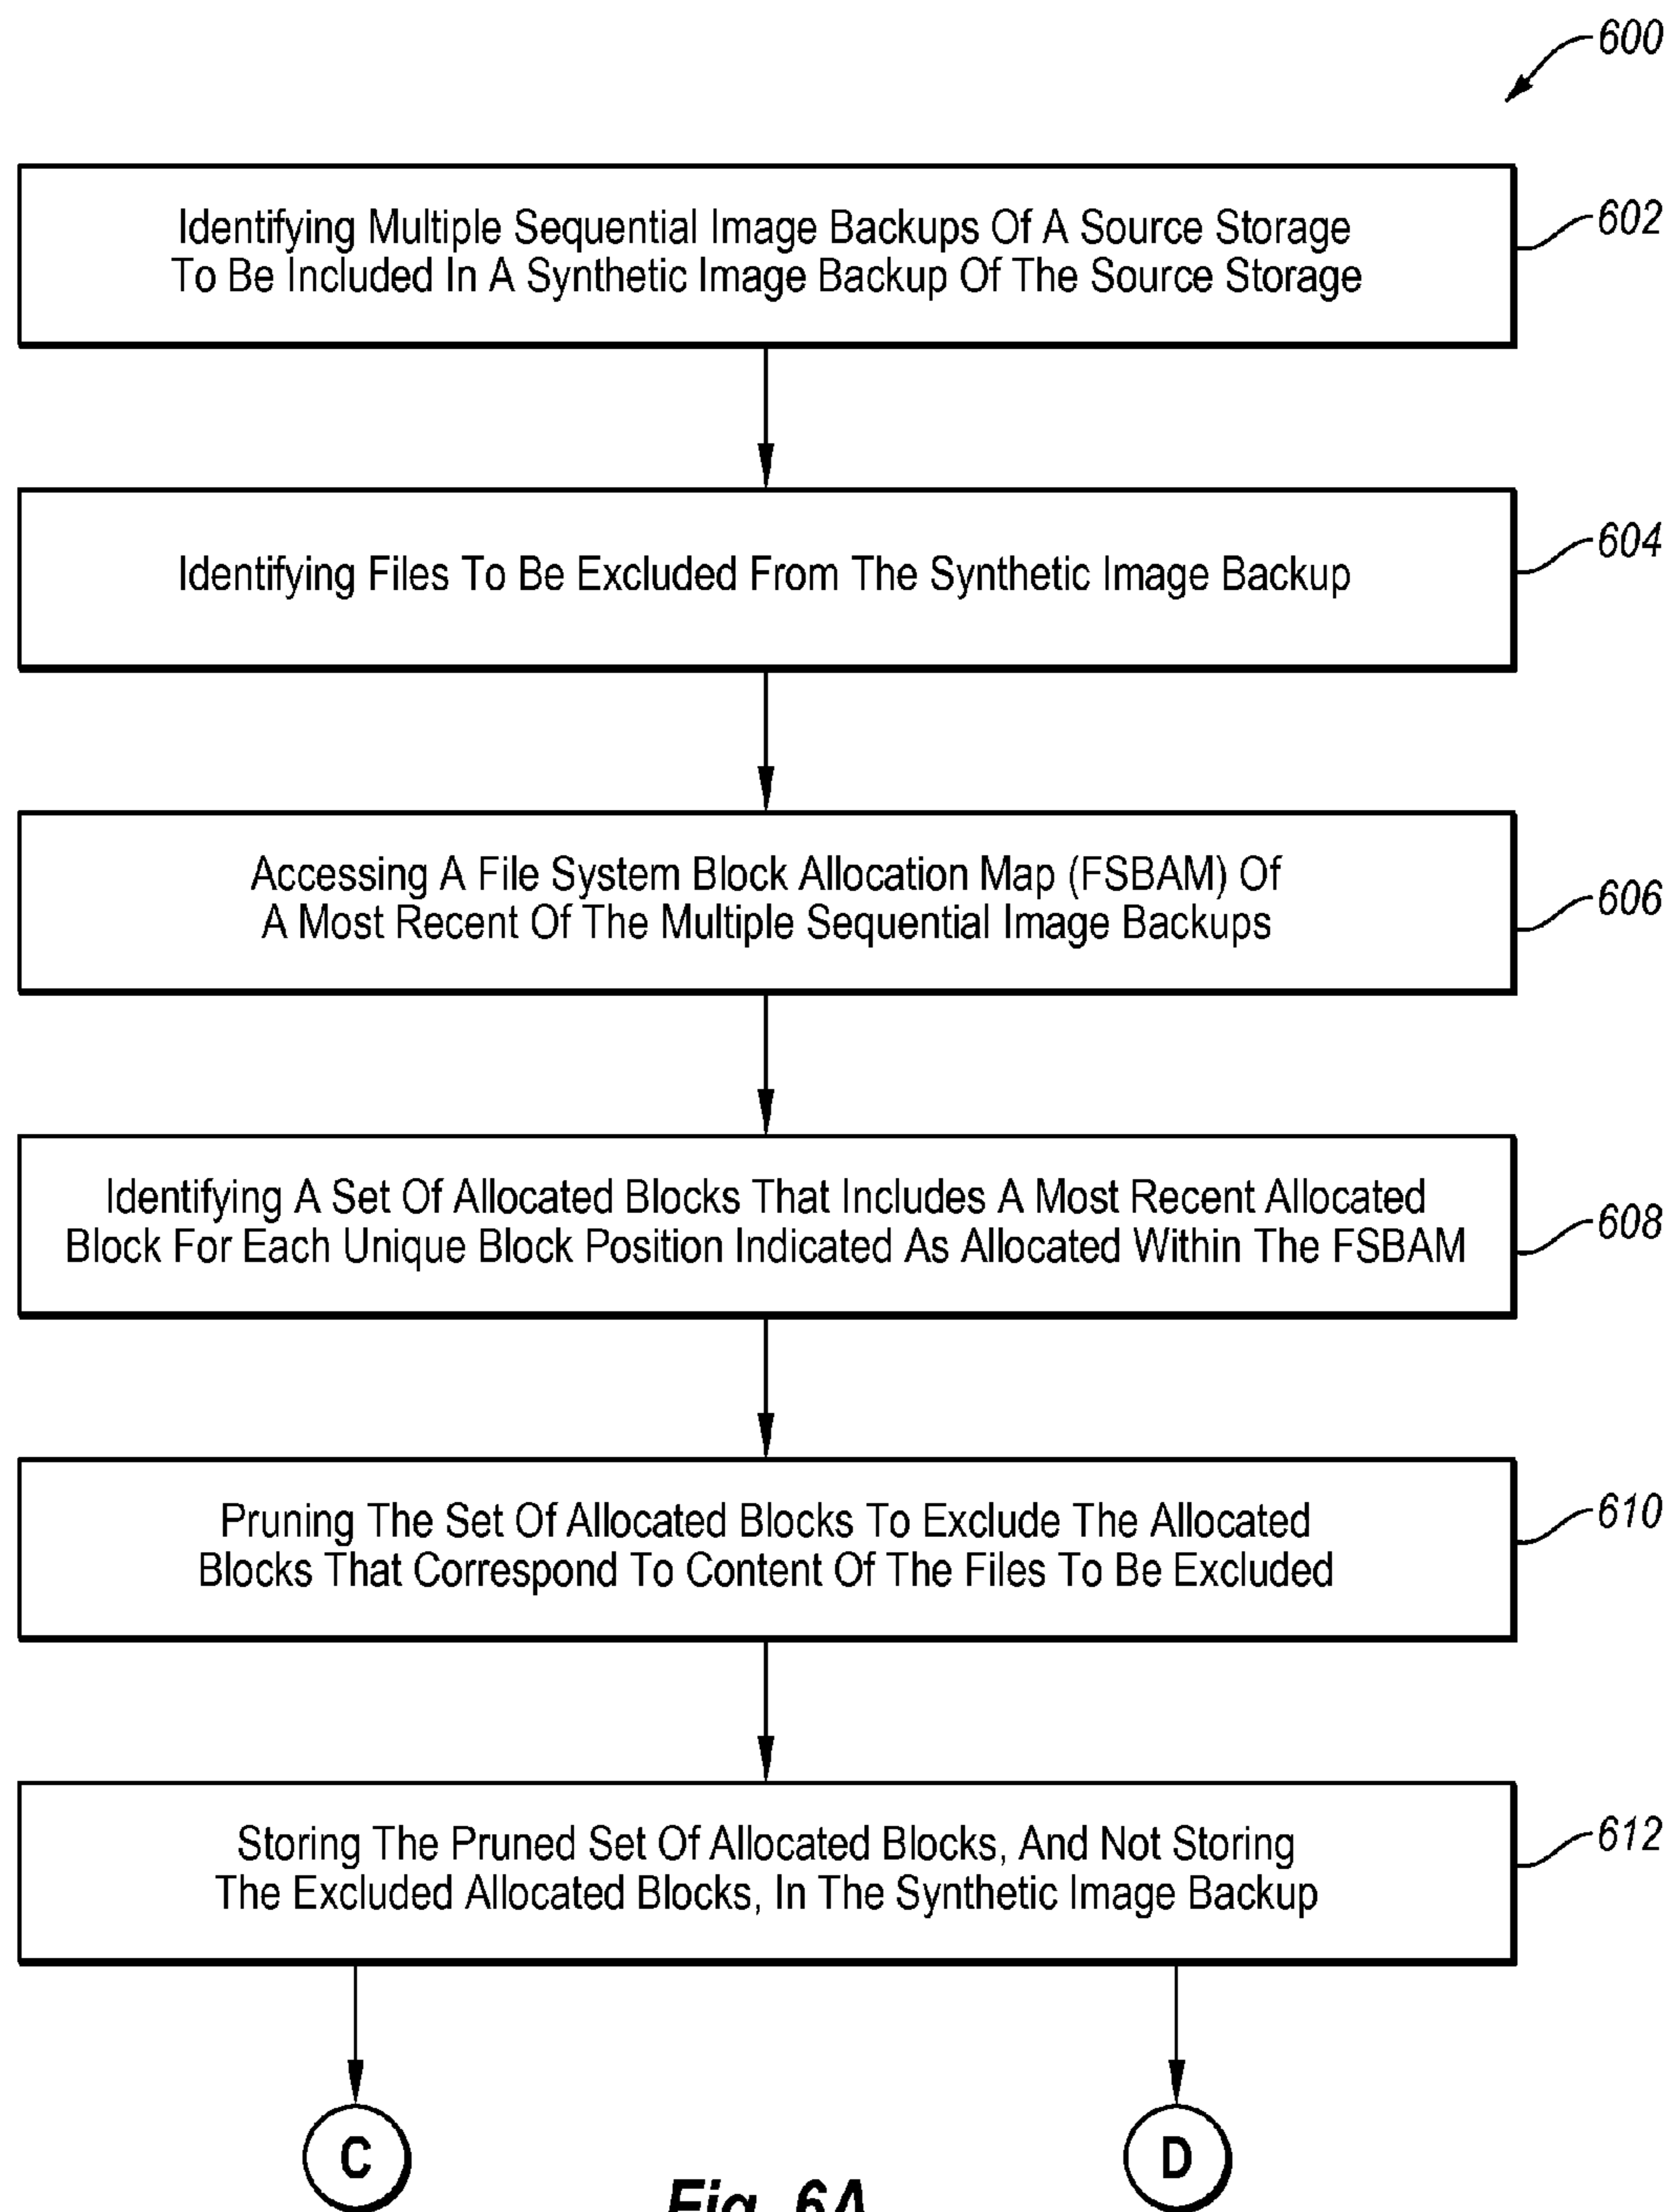 600
Identifying Multiple Sequential Image Backups Of A Source Storage
To Be Included In A Synthetic Image Backup Of The Source Storage
602
Identifying Files To Be Excluded From The Synthetic Image Backup
604
Accessing A File System Block Allocation Map (FSBAM) Of
A Most Recent Of The Multiple Sequential Image Backups
606
Identifying A Set Of Allocated Blocks That Includes A Most Recent Allocated
Block For Each Unique Block Position Indicated As Allocated Within The FSBAM
608
Pruning The Set Of Allocated Blocks To Exclude The Allocated
Blocks That Correspond To Content Of The Files To Be Excluded
610
Storing The Pruned Set Of Allocated Blocks, And Not Storing
The Excluded Allocated Blocks, In The Synthetic Image Backup
612
C
D
Fig. 6A